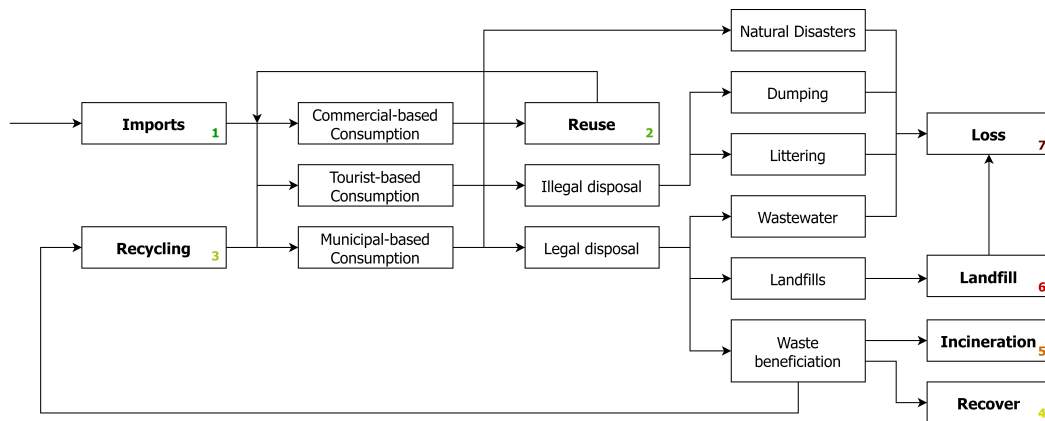 Natural Disasters
Dumping
Imports
1
Commercial-based
Consumption
Reuse
2
Loss
7
Littering
Tourist-based
Consumption
Illegal disposal
Wastewater
Recycling
3
Municipal-based
Consumption
Legal disposal
Landfills
Landfill
6
Waste
beneficiation
Incineration
5
Recover
4